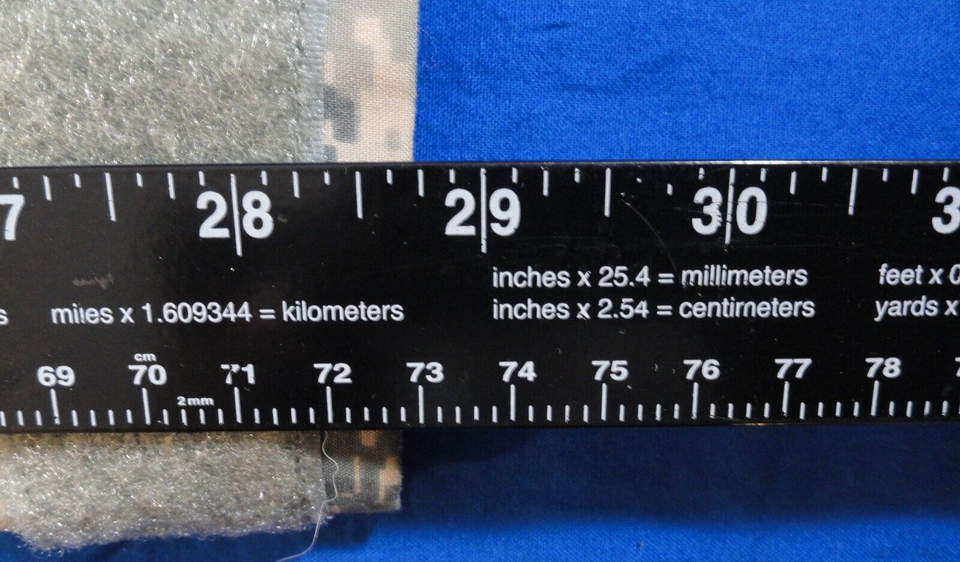 7 28 29 30 3
inches x 25.4 = millimeters feet x 0
s miles x 1.609344 = kilometers inches x 2.54 = centimeters yards x
cm
69 70 71 72 73 74 75 76 77 78 7
2mm